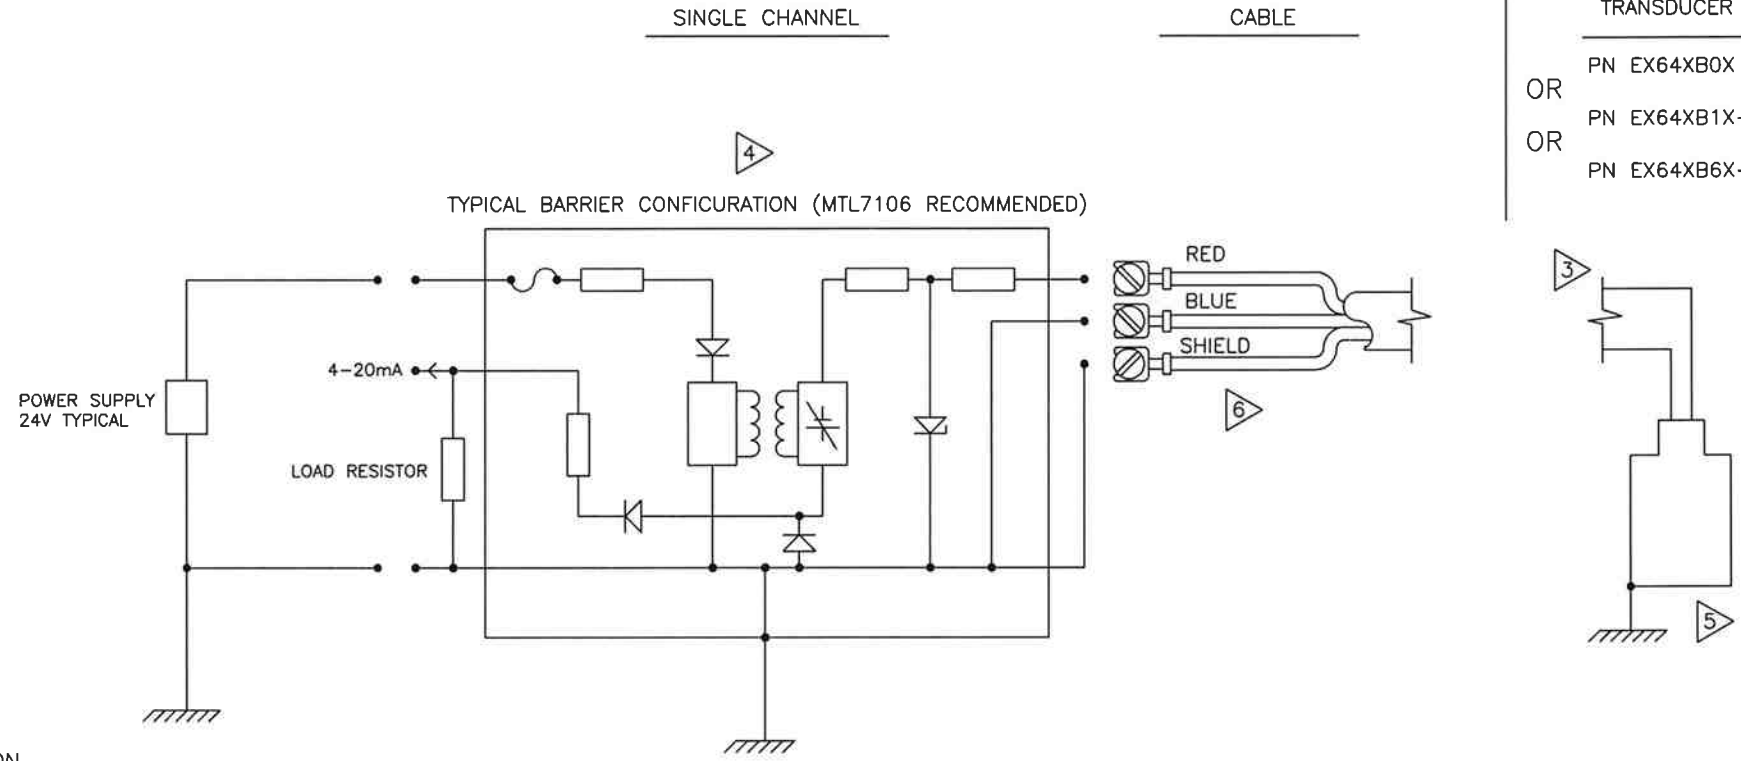 SINGLE CHANNEL
CABLE
TRANSDUCER
PN EX64XB0X
OR
PN EX64XB1X-
OR
PN EX64XB6X-
4
TYPICAL BARRIER CONFICURATION (MTL7106 RECOMMENDED)
RED
3
BLUE
SHIELD
4-20mA
POWER SUPPLY
24V TYPICAL
6
LOAD RESISTOR
5
ON